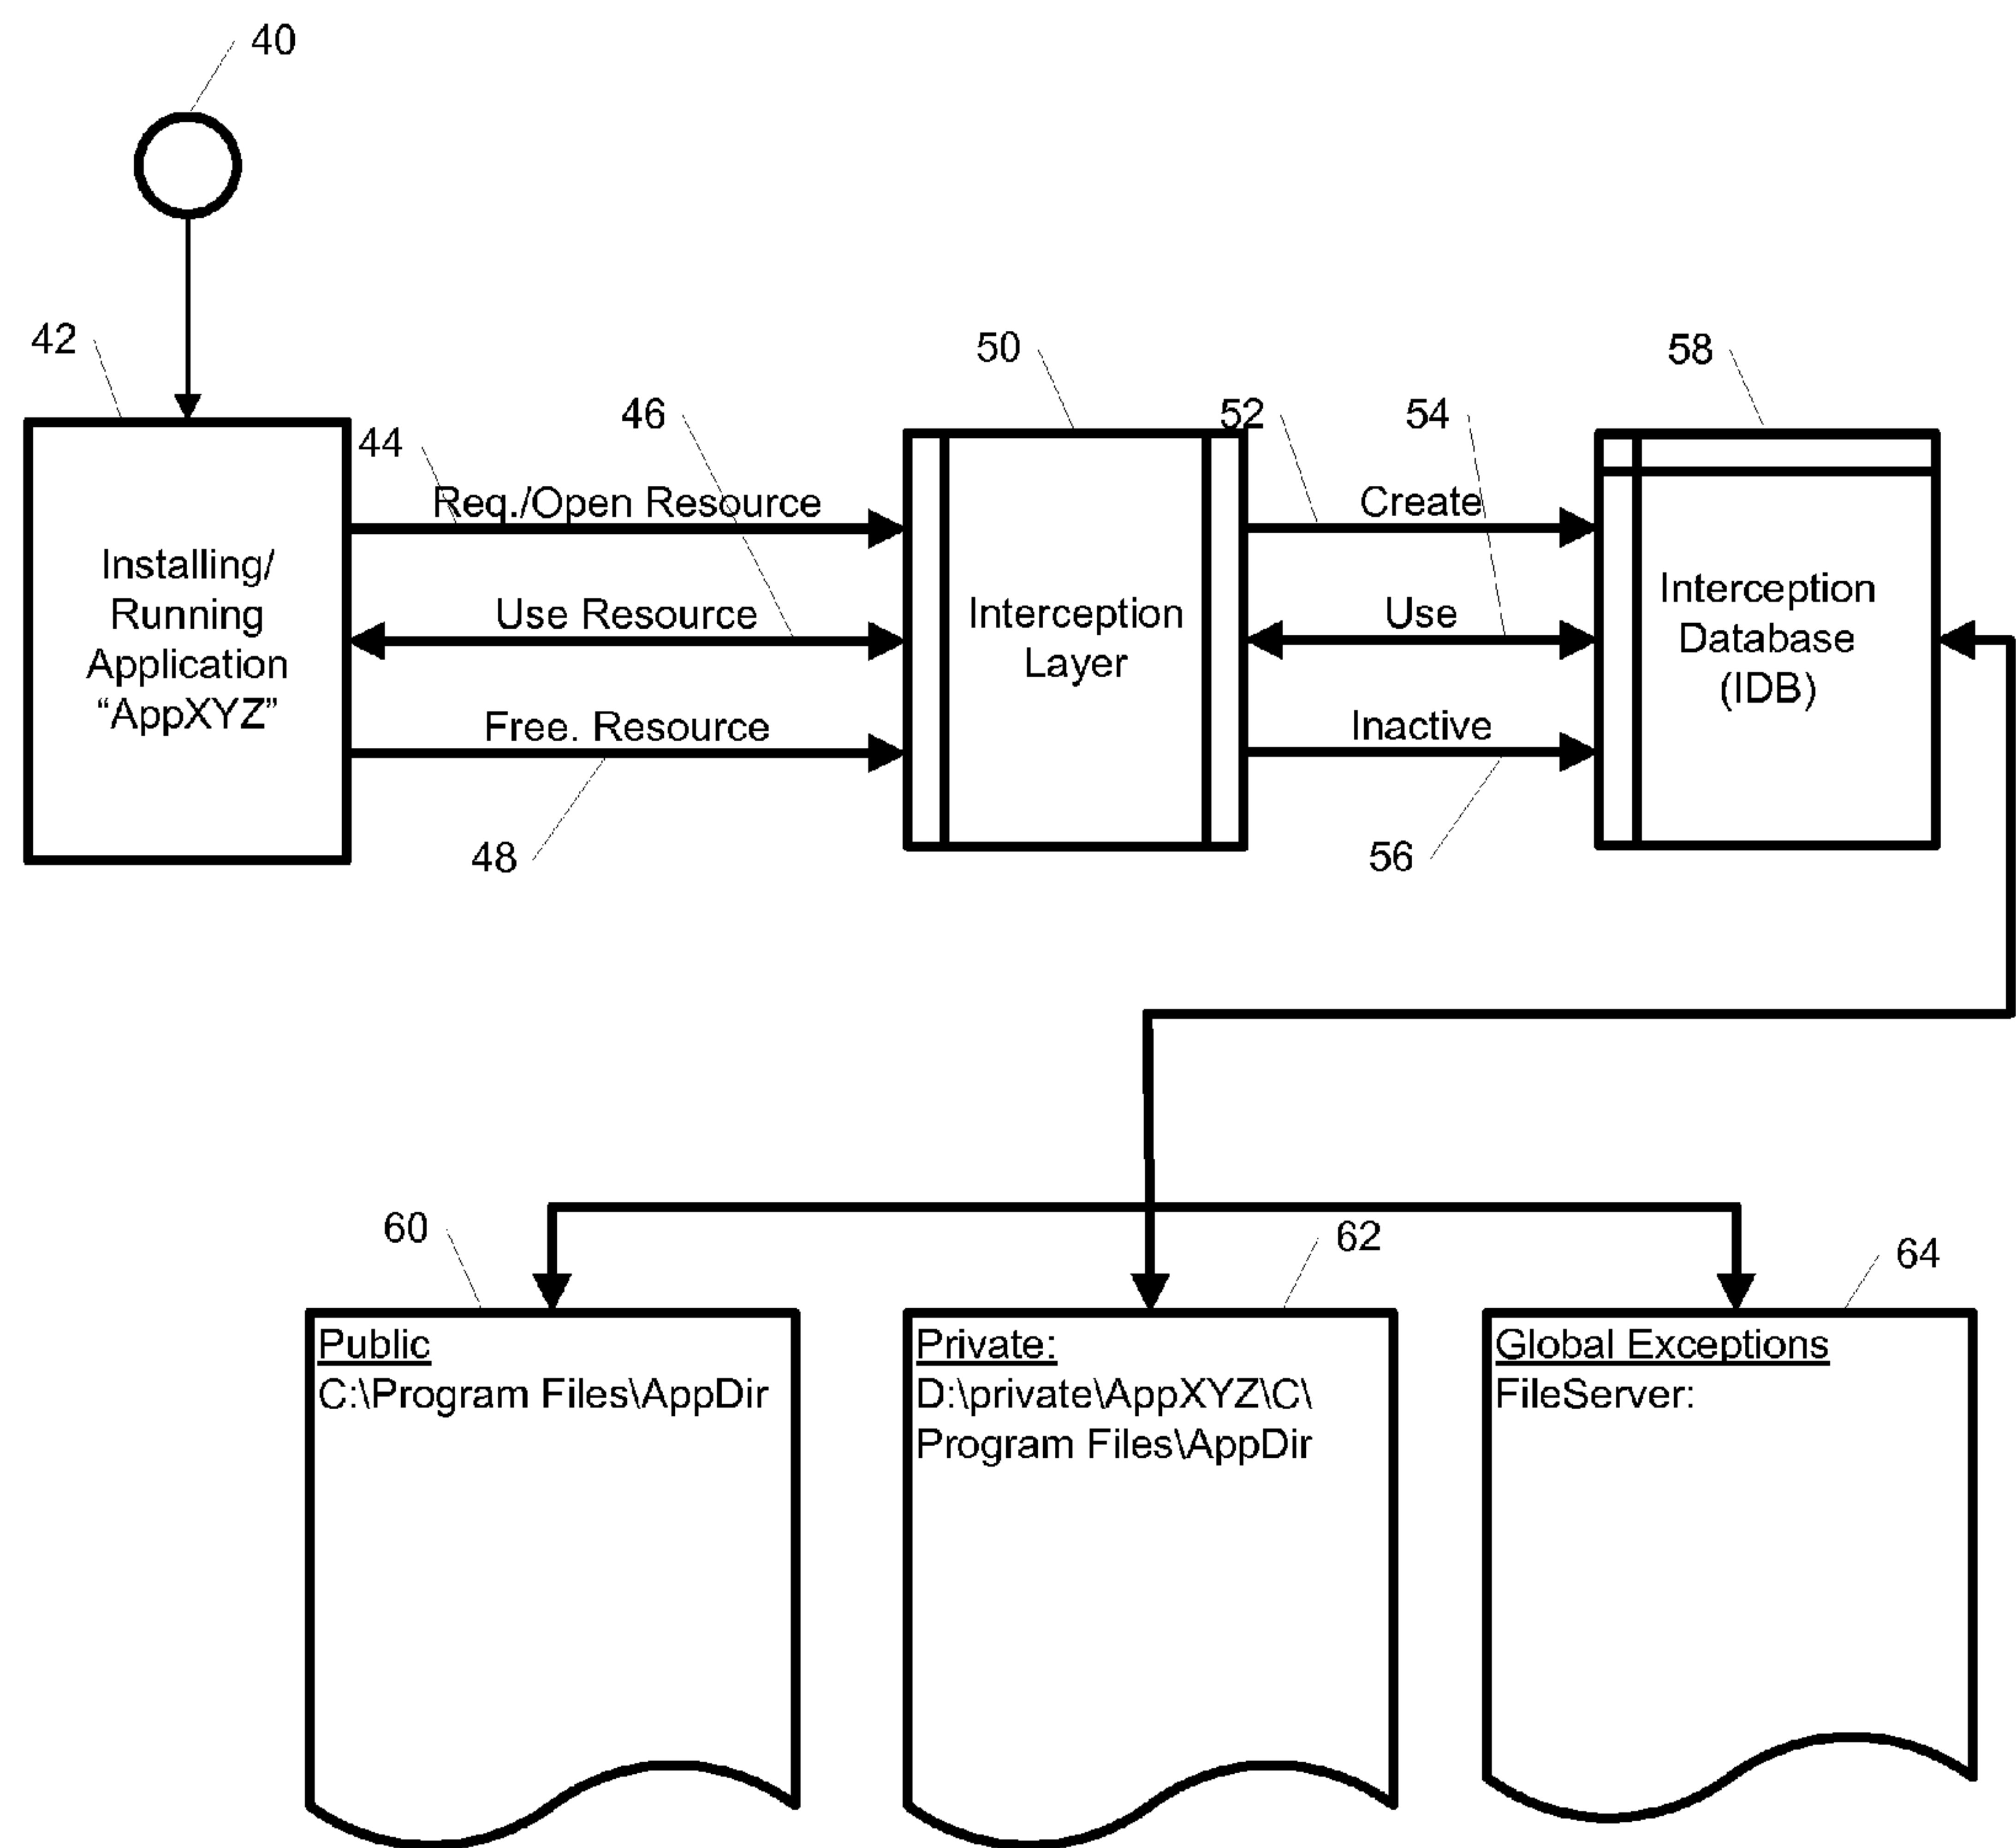 40
42
50
58
44
46
52
54
Req./Open Resource
Create
Installing/
Running
Application
“AppXYZ”
Use Resource
Interception
Layer
Use
Interception
Database
(IDB)
Free. Resource
Inactive
48
56
60
62
64
Public
C:\Program Files\AppDir
Private:
D:\private\AppXYZ\C\
Program Files\AppDir
Global Exceptions
FileServer: